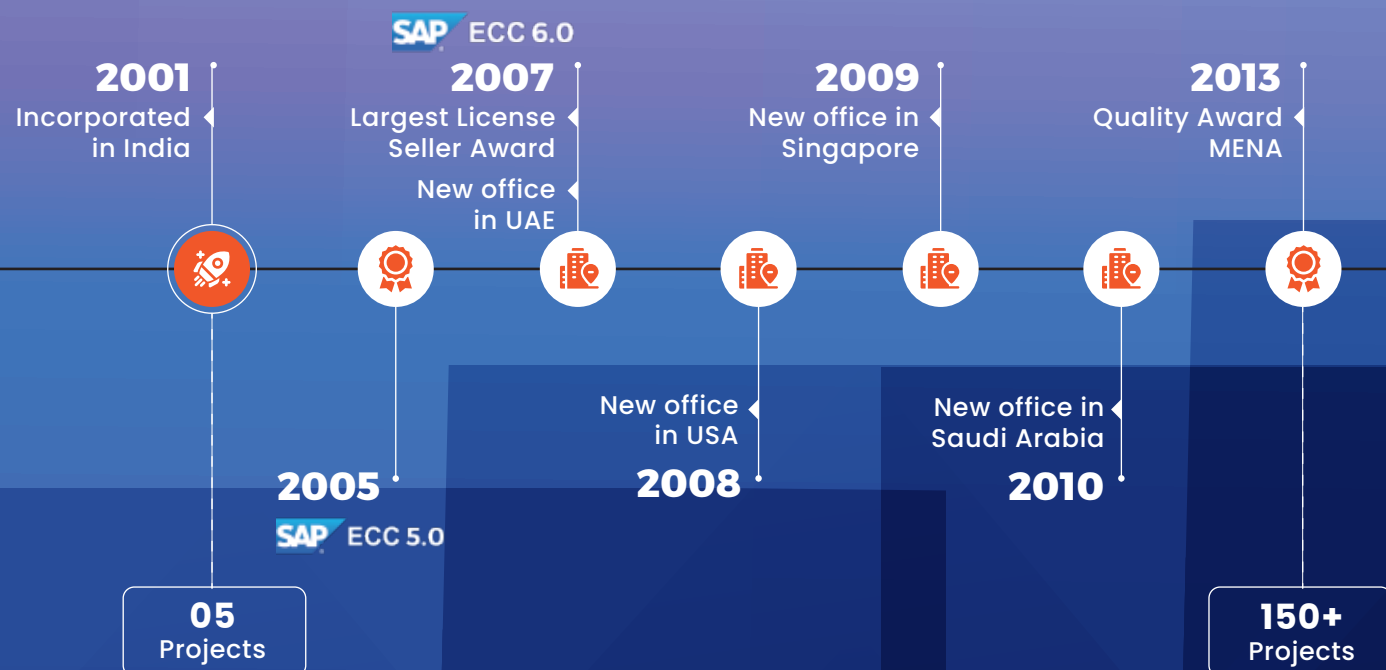 SAP ECC 6.0
2001
Incorporated
in India
2007
Largest License
Seller Award
New office
in UAE
2009
New office in
Singapore
2013
Quality Award
MENA
2005
SAP ECC 5.0
New office
in USA
2008
New office in
Saudi Arabia
2010
05
Projects
150+
Projects